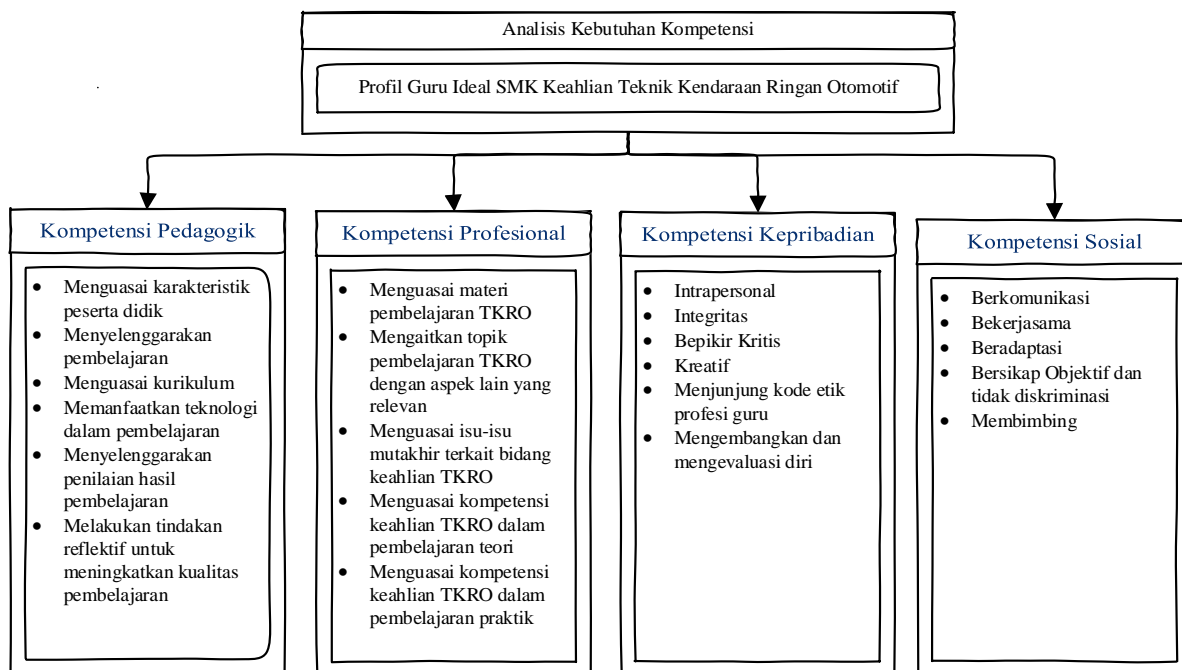 Analisis Kebutuhan Kompetensi
Profil Guru Ideal SMK Keahlian Teknik Kendaraan Ringan Otomotif
Kompetensi Pedagogik
• Menguasai karakteristik
peserta didik
• Menyelenggarakan
pembelajaran
• Menguasai kurikulum
• Memanfaatkan teknologi
dalam pembelajaran
• Menyelenggarakan
penilaian hasil
pembelajaran
• Melakukan tindakan
reflektif untuk
meningkatkan kualitas
pembelajaran
Kompetensi Profesional
• Menguasai materi
pembelajaran TKRO
• Mengaitkan topik
pembelajaran TKRO
dengan aspek lain yang
relevan
• Menguasai isu-isu
mutakhir terkait bidang
keahlian TKRO
• Menguasai kompetensi
keahlian TKRO dalam
pembelajaran teori
• Menguasai kompetensi
keahlian TKRO dalam
pembelajaran praktik
Kompetensi Kepribadian
• Intrapersonal
• Integritas
• Bepikir Kritis
• Kreatif
• Menjunjung kode etik
profesi guru
• Mengembangkan dan
mengevaluasi diri
Kompetensi Sosial
• Berkomunikasi
• Bekerjasama
• Beradaptasi
• Bersikap Objektif dan
tidak diskriminasi
• Membimbing